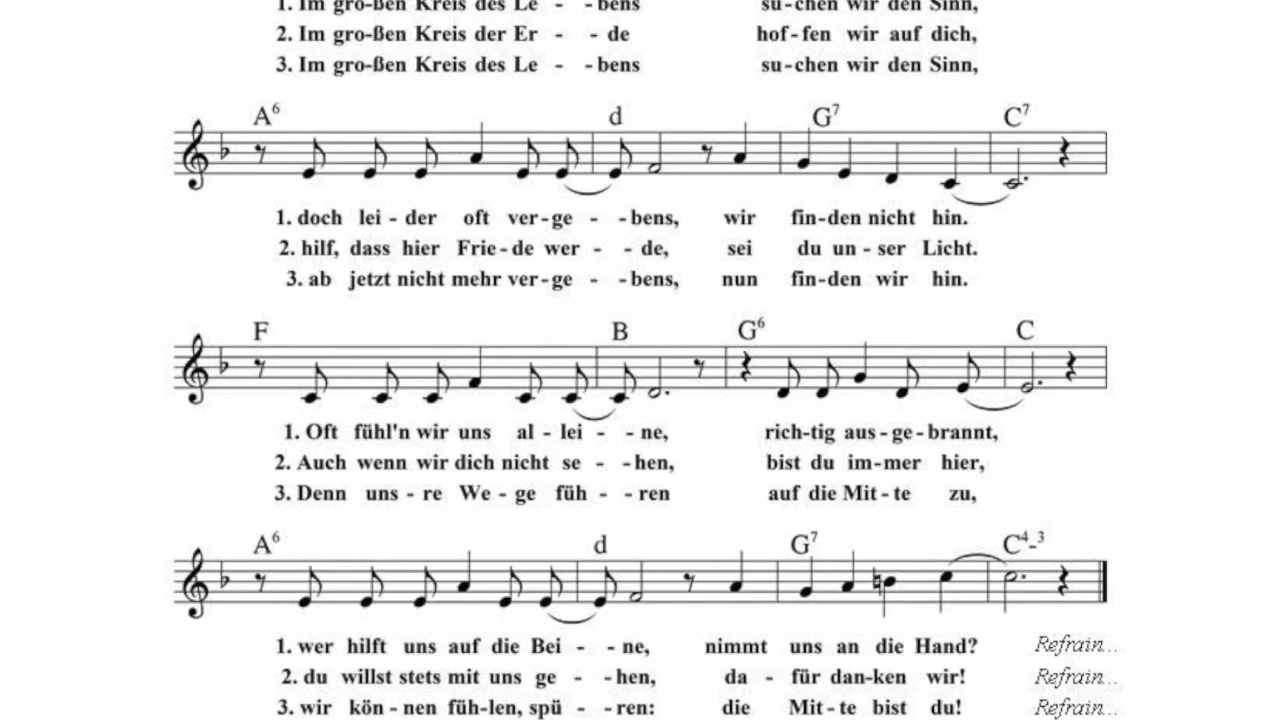 1. Im gro-ßen Kreis des Le - - bens su-chen wir den Sinn,
2. Im gro-ßen Kreis der Er - - de hof-fen wir auf dich,
3. Im gro-ßen Kreis des Le - - bens su-chen wir den Sinn,
A6 d G7 C7
1. doch lei - der oft ver-ge - - bens, wir fin-den nicht hin.
2. hilf, dass hier Frie-de wer - - de, sei du un - ser Licht.
3. ab jetzt nicht mehr ver-ge - - bens, nun fin-den wir hin.
F B G6 C
1. Oft fühl'n wir uns al - lei - - ne, rich-tig aus-ge-brannt,
2. Auch wenn wir dich nicht se - - hen, bist du im-mer hier,
3. Denn uns - re We - ge füh - - ren auf die Mit-te zu,
A6 d G7 C4-3
1. wer hilft uns auf die Bei - - ne, nimmt uns an die Hand? Refrain...
2. du willst stets mit uns ge - - hen, da - für dan-ken wir! Refrain...
3. wir kön - nen füh-len, spü - - ren: die Mit-te bist du! Refrain...